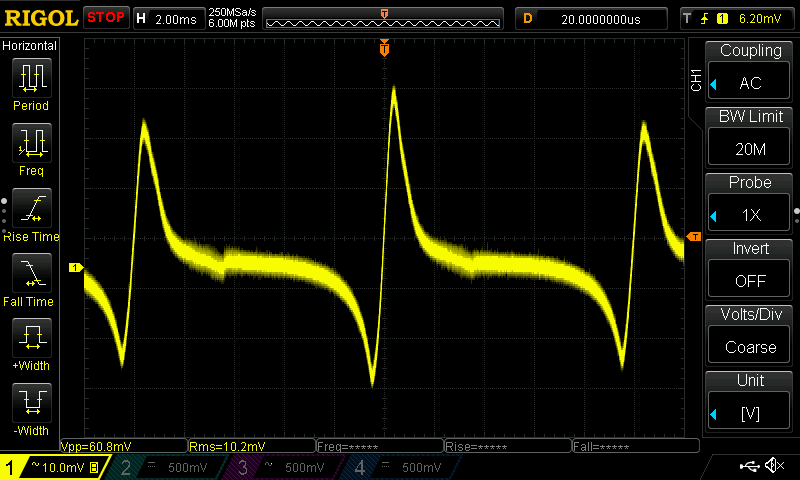 RIGOL STOP H 2.00ms 250MSa/s 6.00M pts T D 20.0000000us T 1 6.20mV
Horizontal
Period
Freq
Rise Time
Fall Time
+Width
-Width
T
1
T
CH1
Coupling
AC
BW Limit
20M
Probe
1X
Invert
OFF
Volts/Div
Coarse
Unit
[V]
Vpp=60.8mV Rms=10.2mV Freq=***** Rise=***** Fall=*****
1 ~ 10.0mV B 2 500mV 3 ~ 500mV 4 500mV